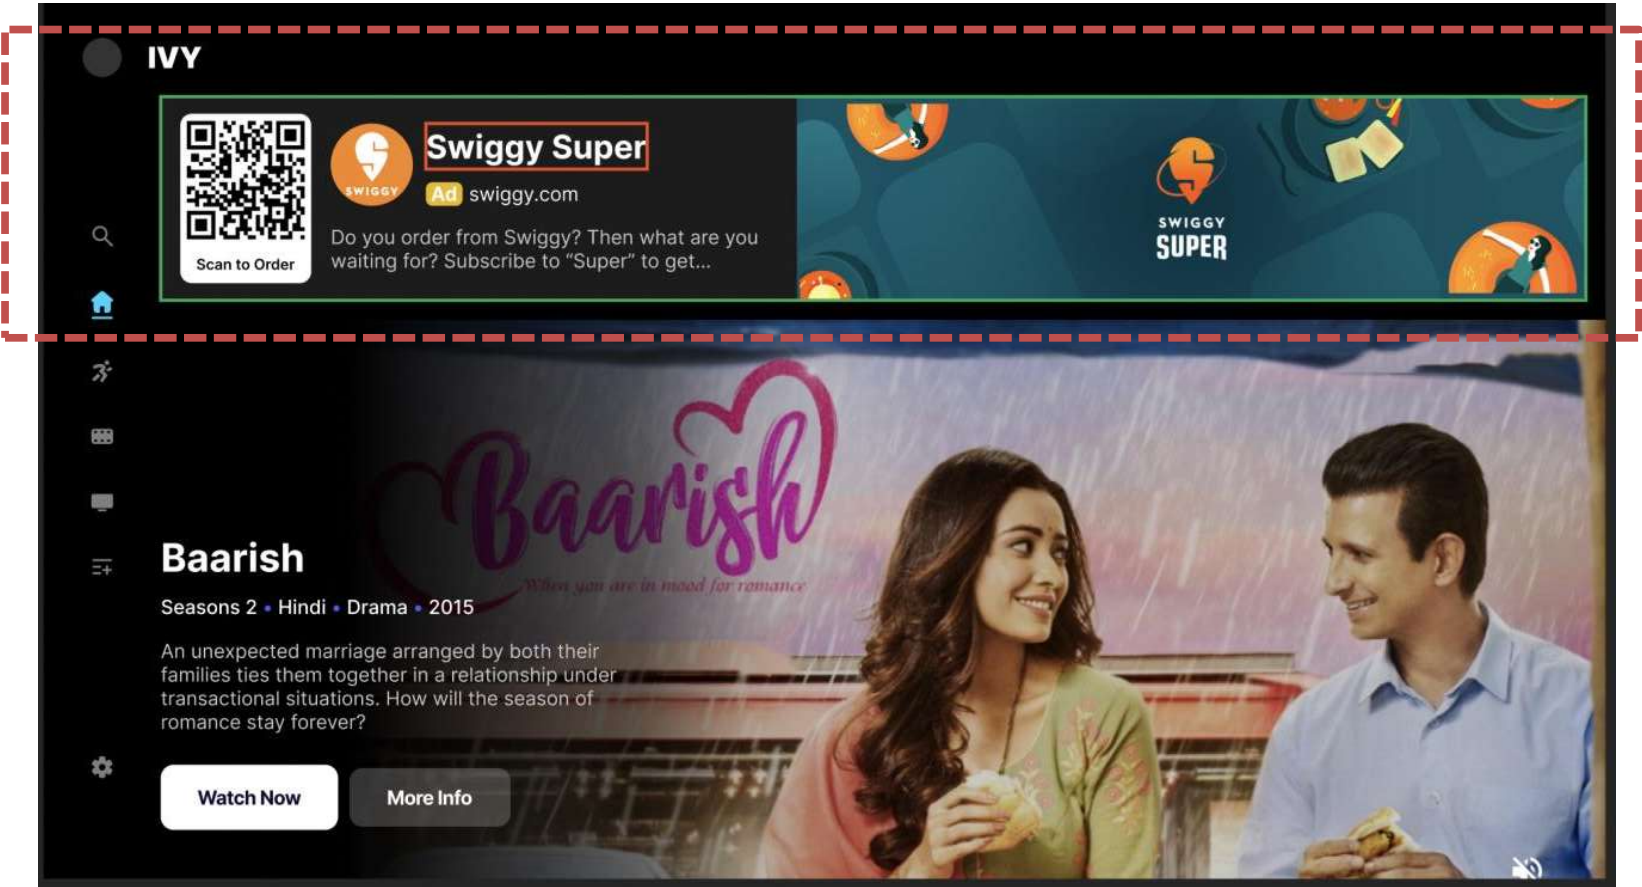 IVY
Swiggy Super
SWIGGY
Ad swiggy.com
Do you order from Swiggy? Then what are you
waiting for? Subscribe to “Super” to get...
Scan to Order
SWIGGY
SUPER
Baarish
When you are in mood for romance
Baarish
Seasons 2 • Hindi • Drama • 2015
An unexpected marriage arranged by both their
families ties them together in a relationship under
transactional situations. How will the season of
romance stay forever?
Watch Now
More Info